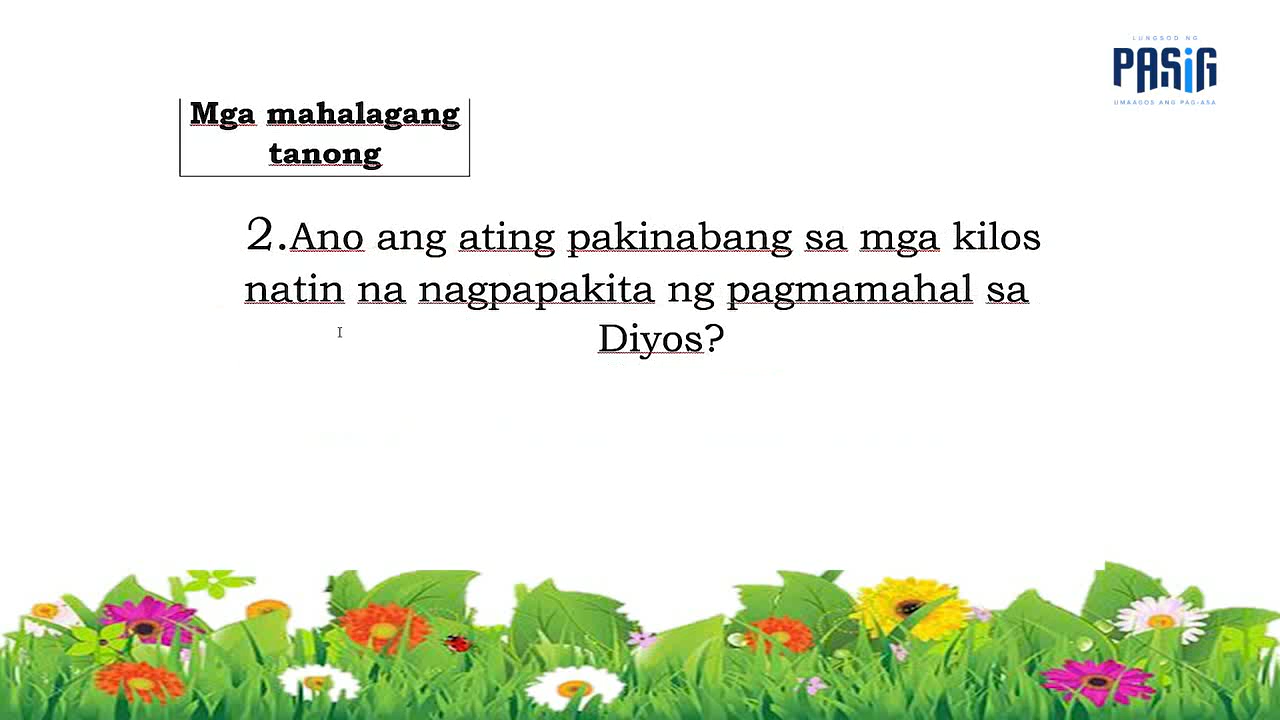 LUNGSOD NG
PASIG
UMAAGOS ANG PAG-ASA
Mga mahalagang
tanong
2.Ano ang ating pakinabang sa mga kilos
natin na nagpapakita ng pagmamahal sa
Diyos?